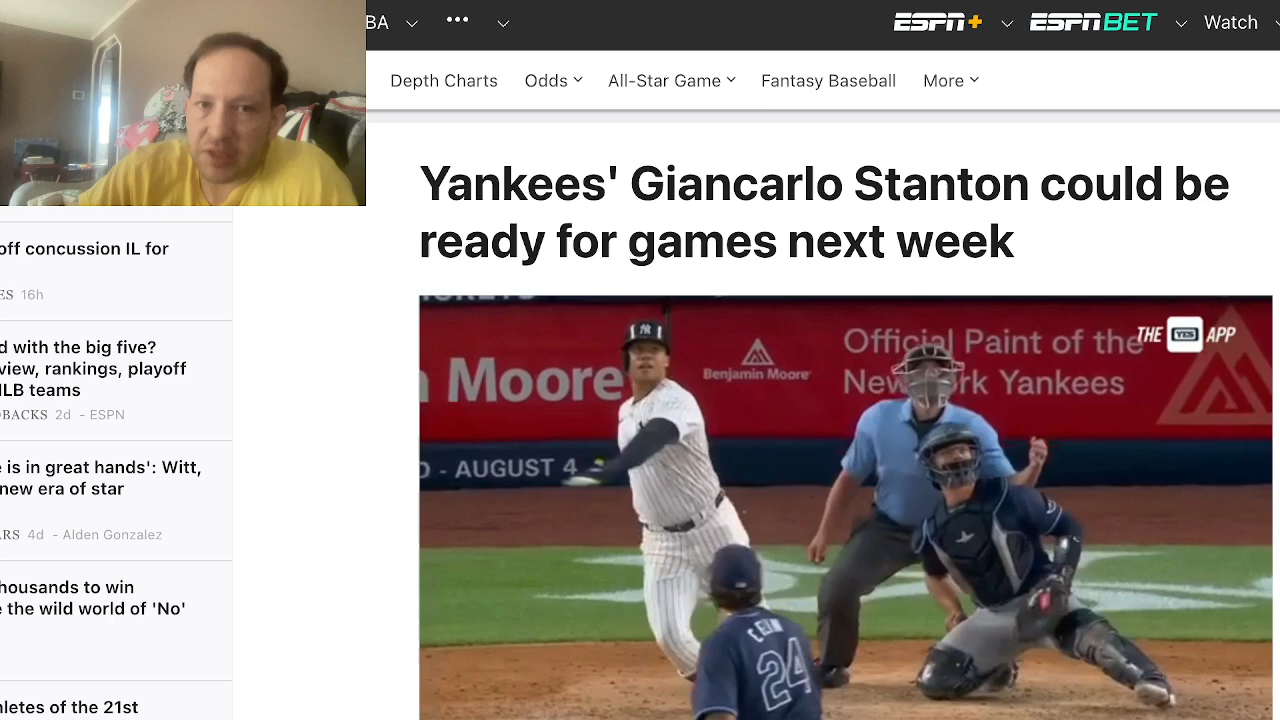 BA
•••
ESPN+
ESPN BET
Watch
Depth Charts
Odds
All-Star Game
Fantasy Baseball
More
Yankees' Giancarlo Stanton could be
ready for games next week
off concussion IL for
ES 16h
d with the big five?
view, rankings, playoff
MLB teams
DBACKS 2d - ESPN
e is in great hands': Witt,
new era of star
ARS 4d - Alden Gonzalez
housands to win
e the wild world of 'No'
hletes of the 21st
THE YES APP
Official Paint of the
New York Yankees
Moore
Benjamin Moore
- AUGUST 4
NY
24